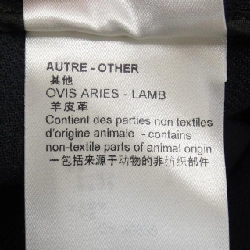 AUTRE - OTHER
其他
OVIS ARIES - LAMB
羊皮革
Contient des parties non textiles
d'origine animale - contains
non-textile parts of animal origin
一包括来源于动物的非纺织部件